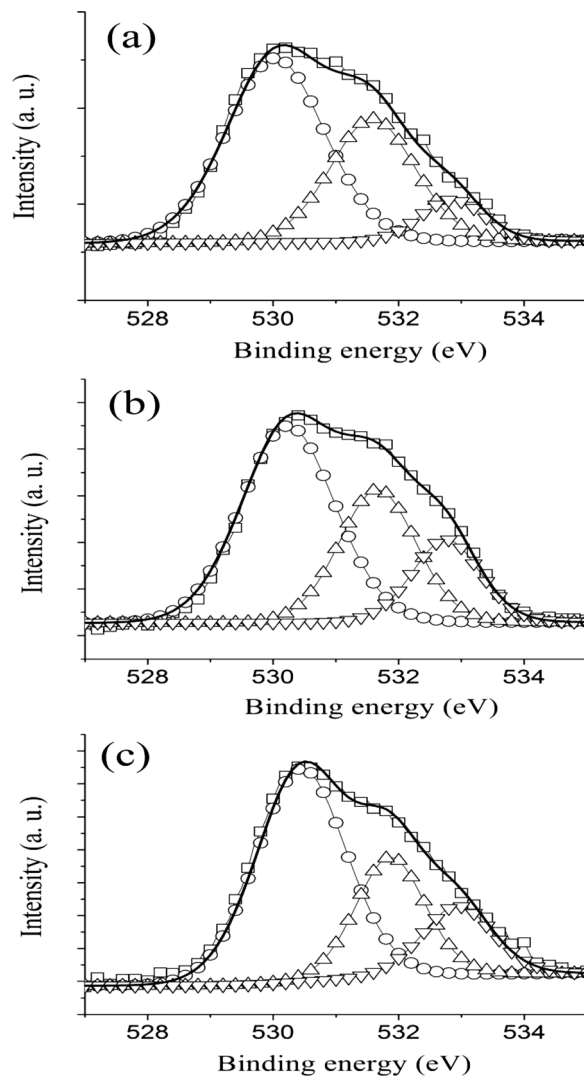 (a)
Intensity (a. u.)
528 530 532 534
Binding energy (eV)
(b)
Intensity (a. u.)
528 530 532 534
Binding energy (eV)
(c)
Intensity (a. u.)
528 530 532 534
Binding energy (eV)